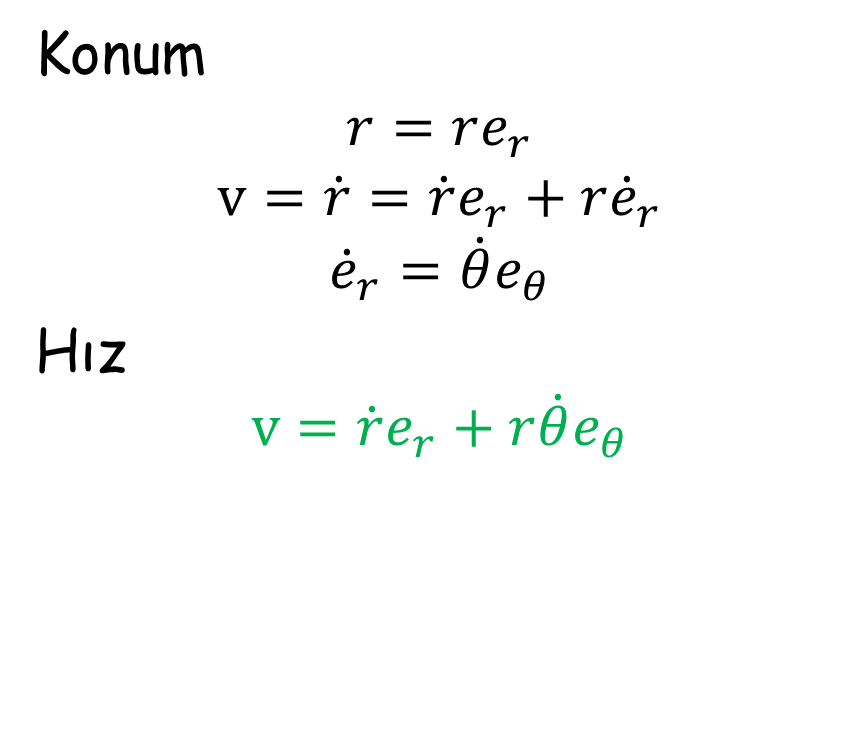 Konum
r = re_r
v = ṙ = ṙe_r + rė_r
ė_r = θ̇e_θ
Hız
v = ṙe_r + rθ̇e_θ